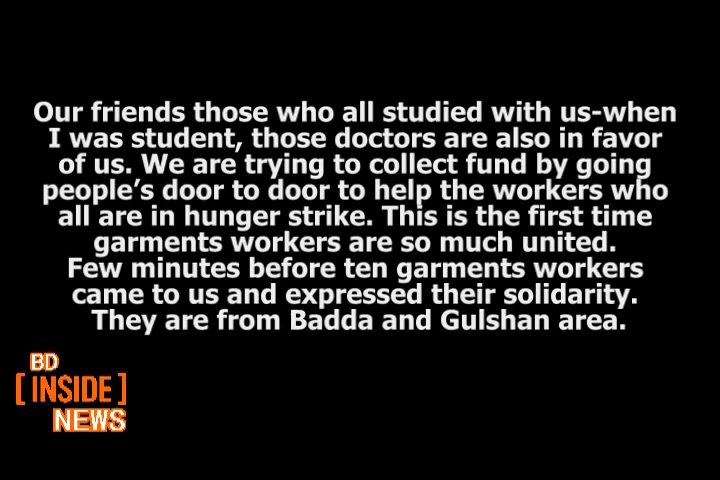 Our friends those who all studied with us-when
I was student, those doctors are also in favor
of us. We are trying to collect fund by going
people’s door to door to help the workers who
all are in hunger strike. This is the first time
garments workers are so much united.
Few minutes before ten garments workers
came to us and expressed their solidarity.
They are from Badda and Gulshan area.
BD
[INSIDE]
NEWS